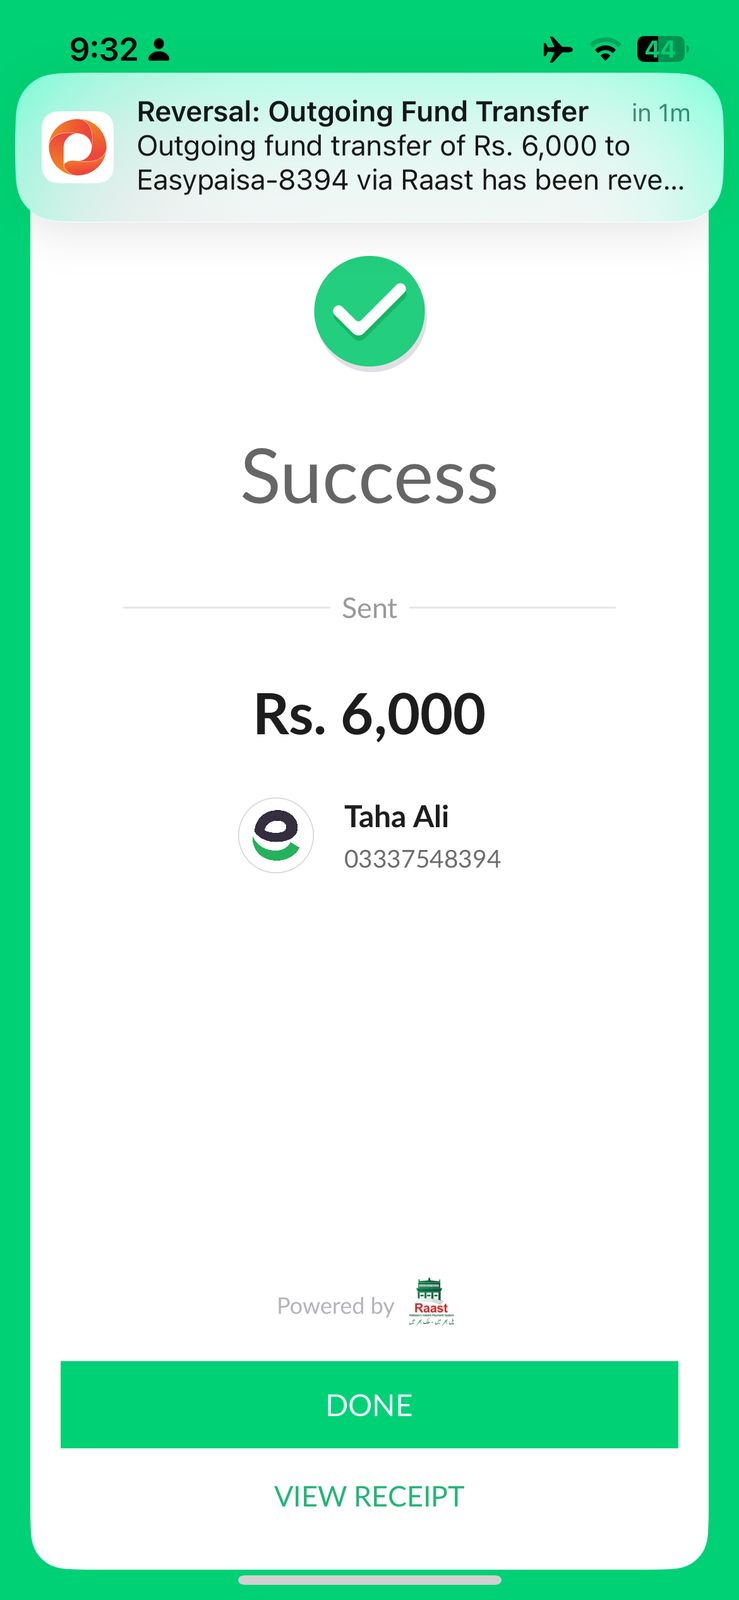 9:32
44
Reversal: Outgoing Fund Transfer in 1m
Outgoing fund transfer of Rs. 6,000 to
Easypaisa-8394 via Raast has been reve...
Success
Sent
Rs. 6,000
Taha Ali
03337548394
Powered by
Raast
DONE
VIEW RECEIPT